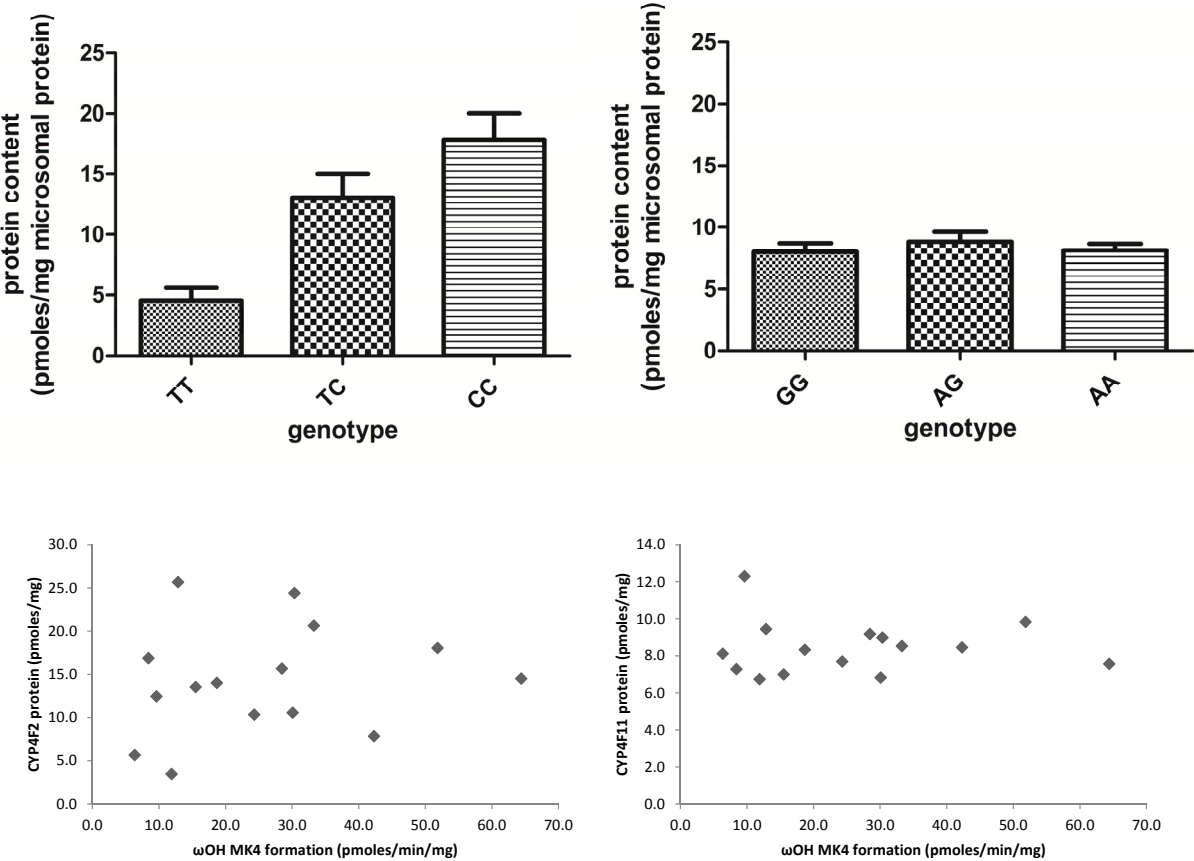 protein content
(pmoles/mg microsomal protein)
25
20
15
10
5
0
TT
TC
CC
genotype
protein content
(pmoles/mg microsomal protein)
25
20
15
10
5
0
GG
AG
AA
genotype
CYP4F2 protein (pmoles/mg)
30.0
25.0
20.0
15.0
10.0
5.0
0.0
0.0 10.0 20.0 30.0 40.0 50.0 60.0 70.0
ωOH MK4 formation (pmoles/min/mg)
CYP4F11 protein (pmoles/mg)
14.0
12.0
10.0
8.0
6.0
4.0
2.0
0.0
0.0 10.0 20.0 30.0 40.0 50.0 60.0 70.0
ωOH MK4 formation (pmoles/min/mg)